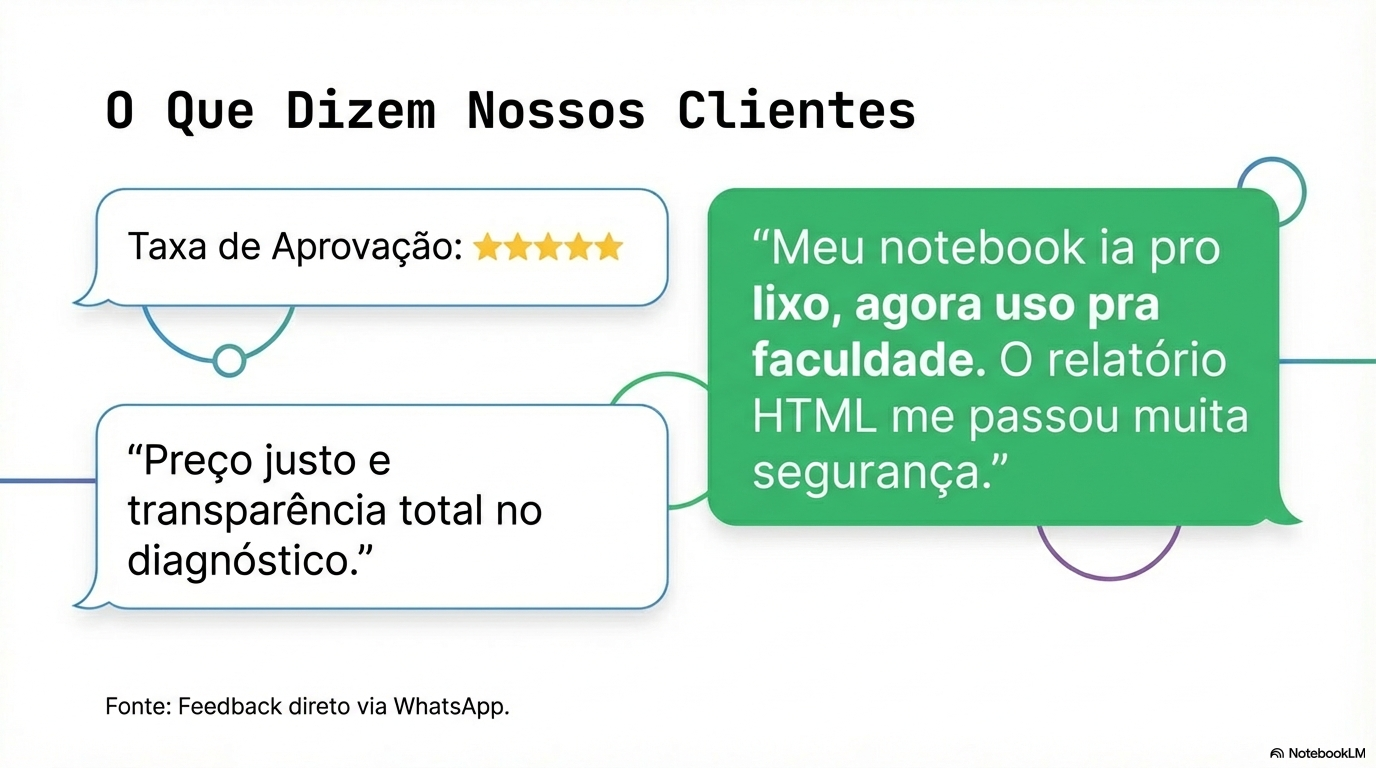 O Que Dizem Nossos Clientes
Taxa de Aprovação: ⭐⭐⭐⭐⭐
“Preço justo e
transparência total no
diagnóstico.”
“Meu notebook ia pro
lixo, agora uso pra
faculdade. O relatório
HTML me passou muita
segurança.”
Fonte: Feedback direto via WhatsApp.
NotebookLM